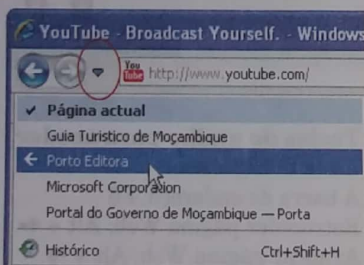 YouTube - Broadcast Yourself. - Windows
You Tube http://www.youtube.com/
Página actual
Guia Turistico de Moçambique
Porto Editora
Microsoft Corporation
Portal do Governo de Moçambique — Porta
Histórico Ctrl+Shift+H